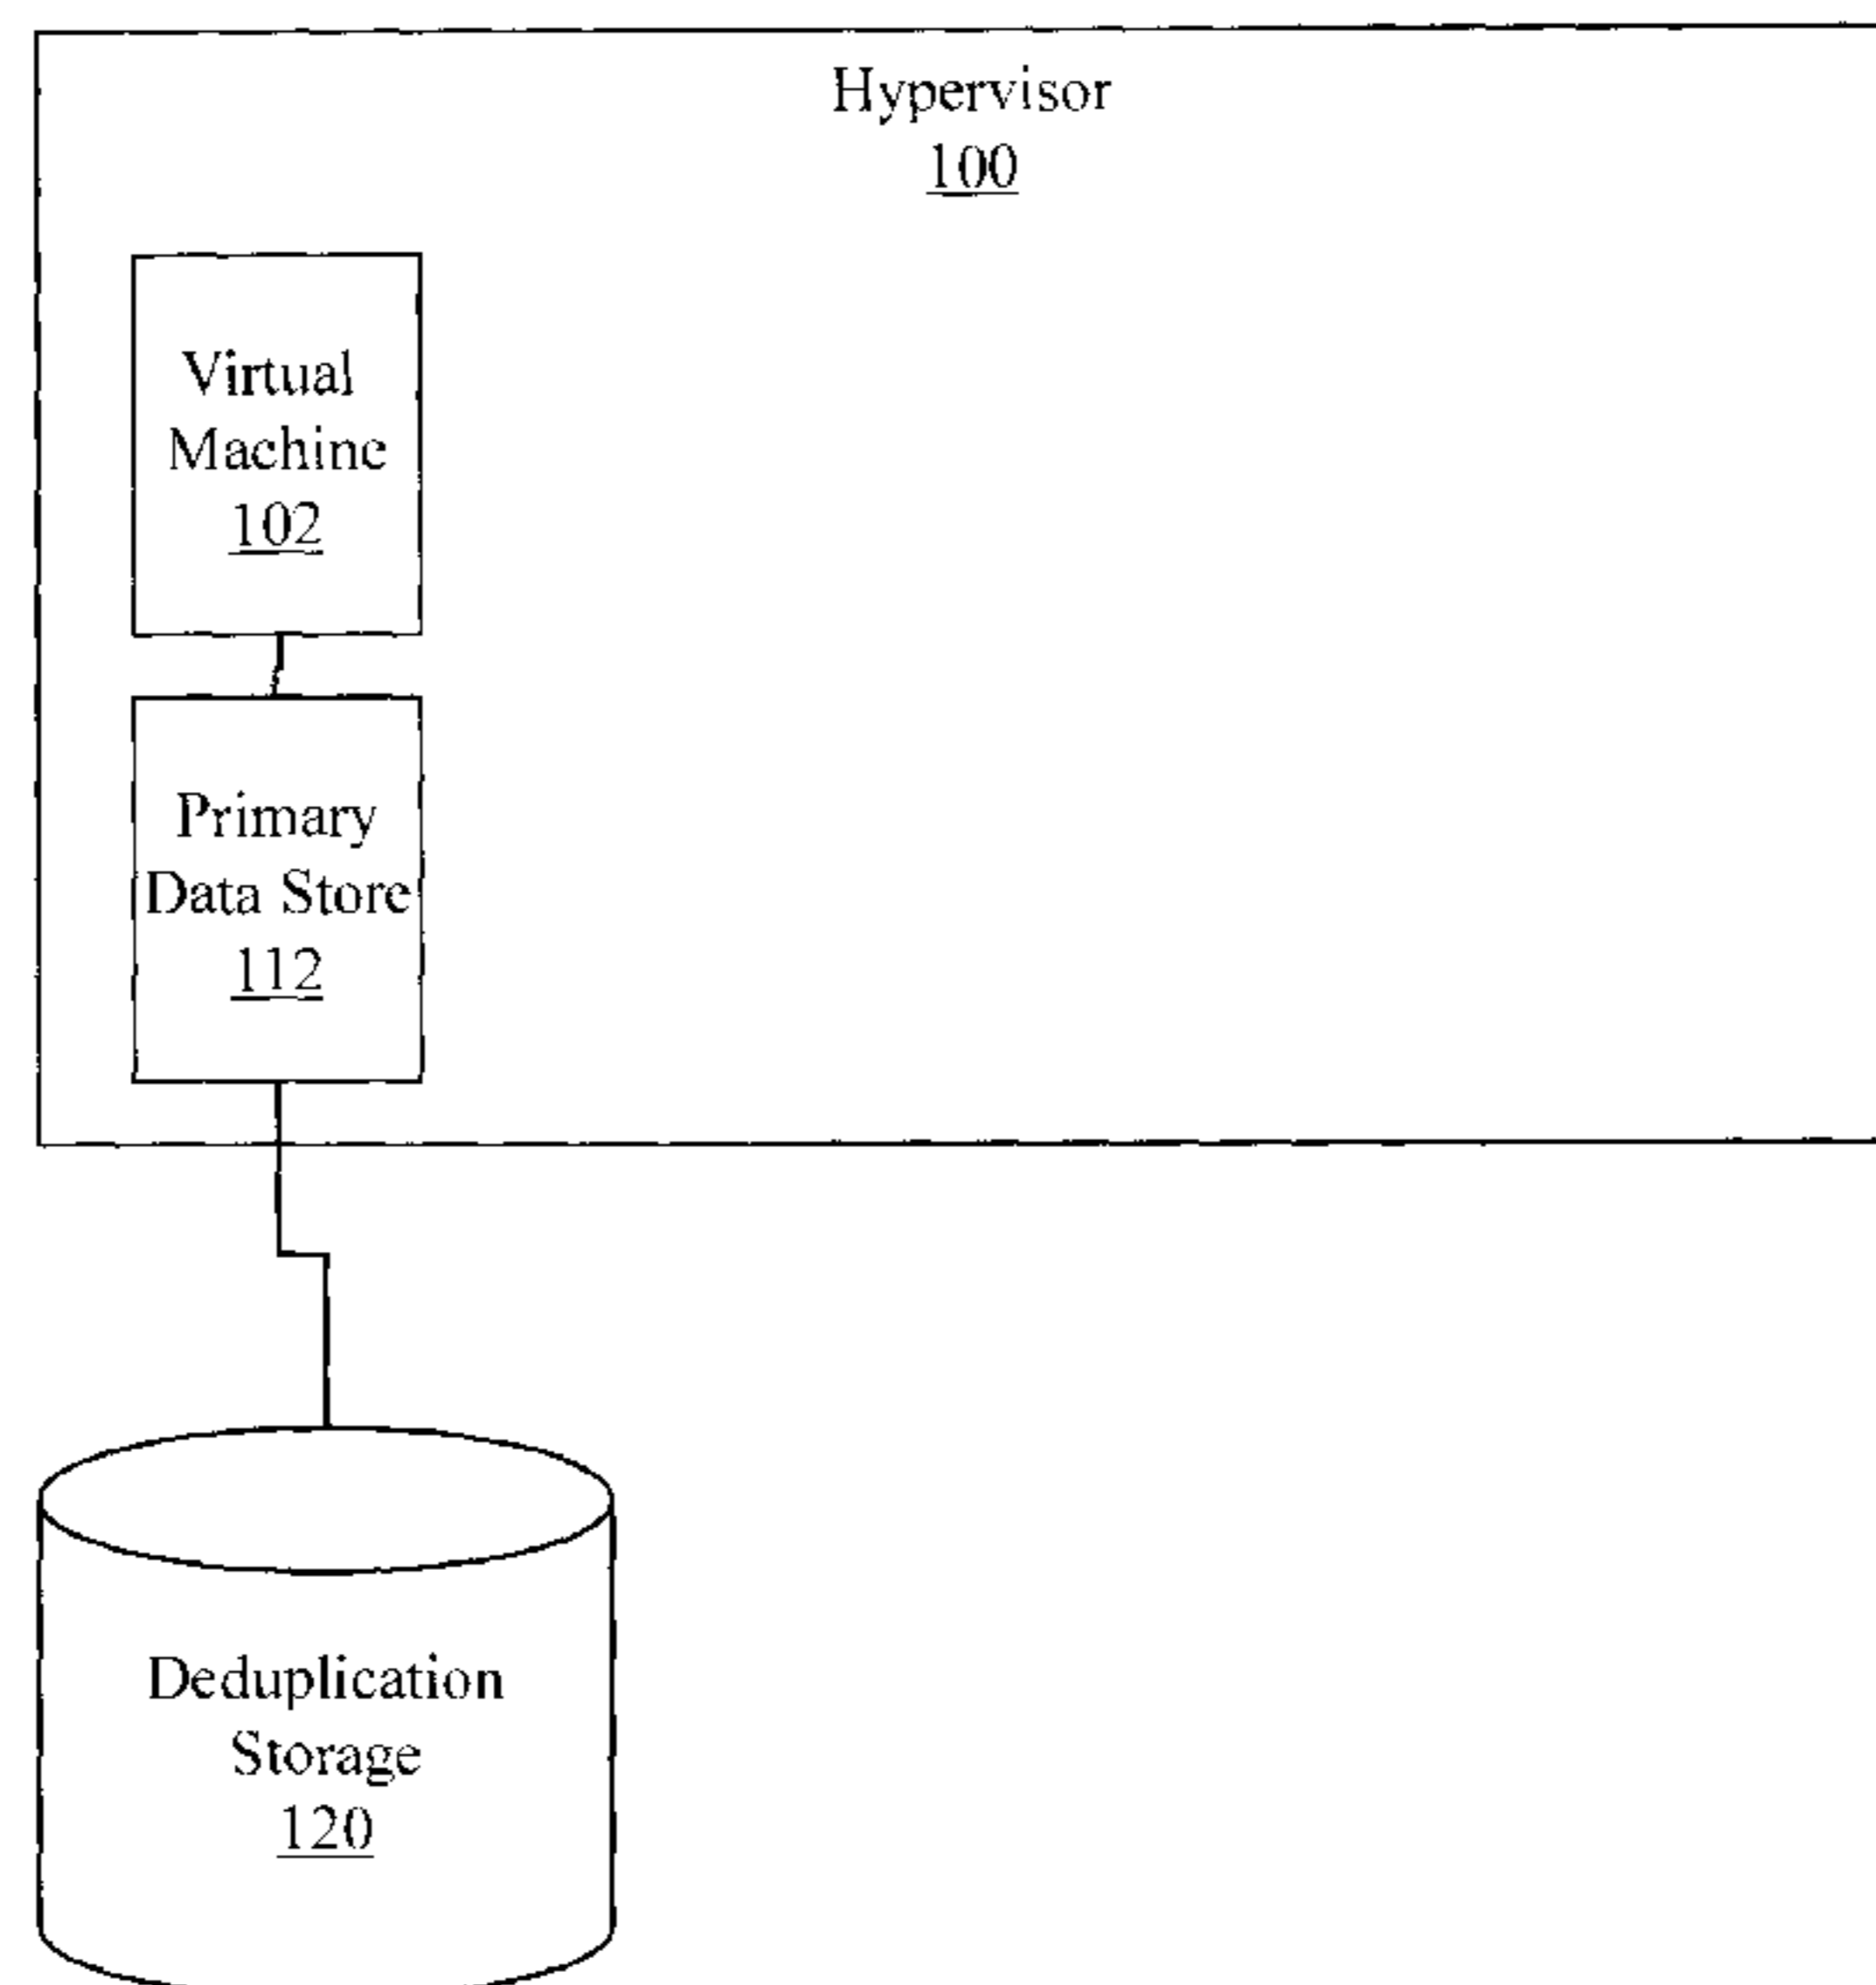 Hypervisor
100
Virtual
Machine
102
Primary
Data Store
112
Deduplication
Storage
120